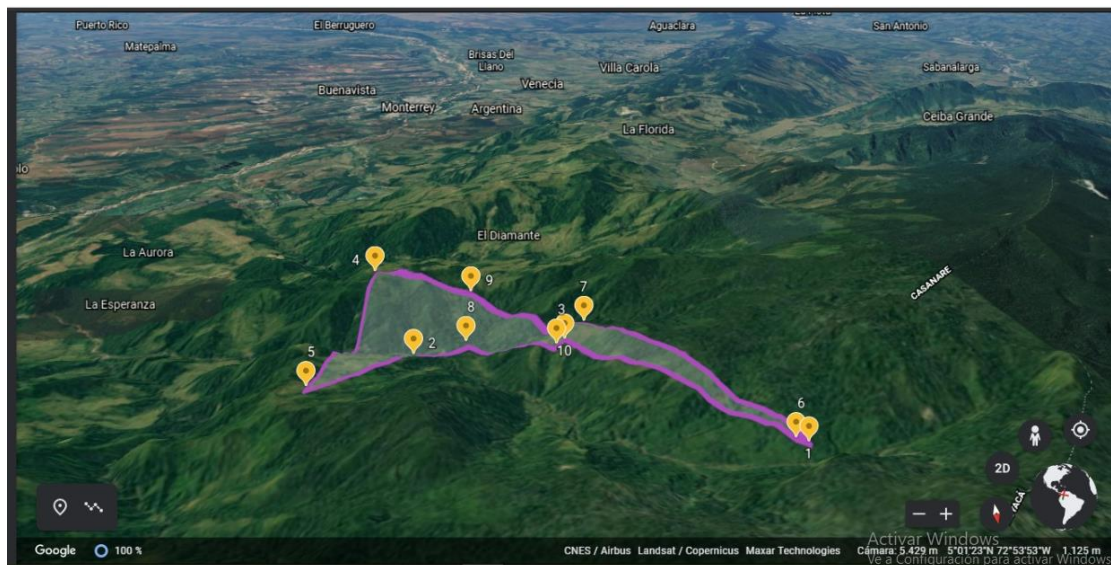 Puerto Rico
El Berruguero
Aguaclara
San Antonio
Matepalma
Brisas Del
Llano
Villa Carola
Sabanalarga
Venecia
Buenavista
Monterrey
Argentina
Ceiba Grande
La Florida
El Diamante
La Aurora
4
CASANARE
9
La Esperanza
7
3
8
2
10
5
6
1
2D
Google
100 %
CNES / Airbus Landsat / Copernicus Maxar Technologies
Cámara: 5.429 m 5°01'23"N 72°53'53"W 1.125 m
Activar Windows
Ve a Configuración para activar Windows